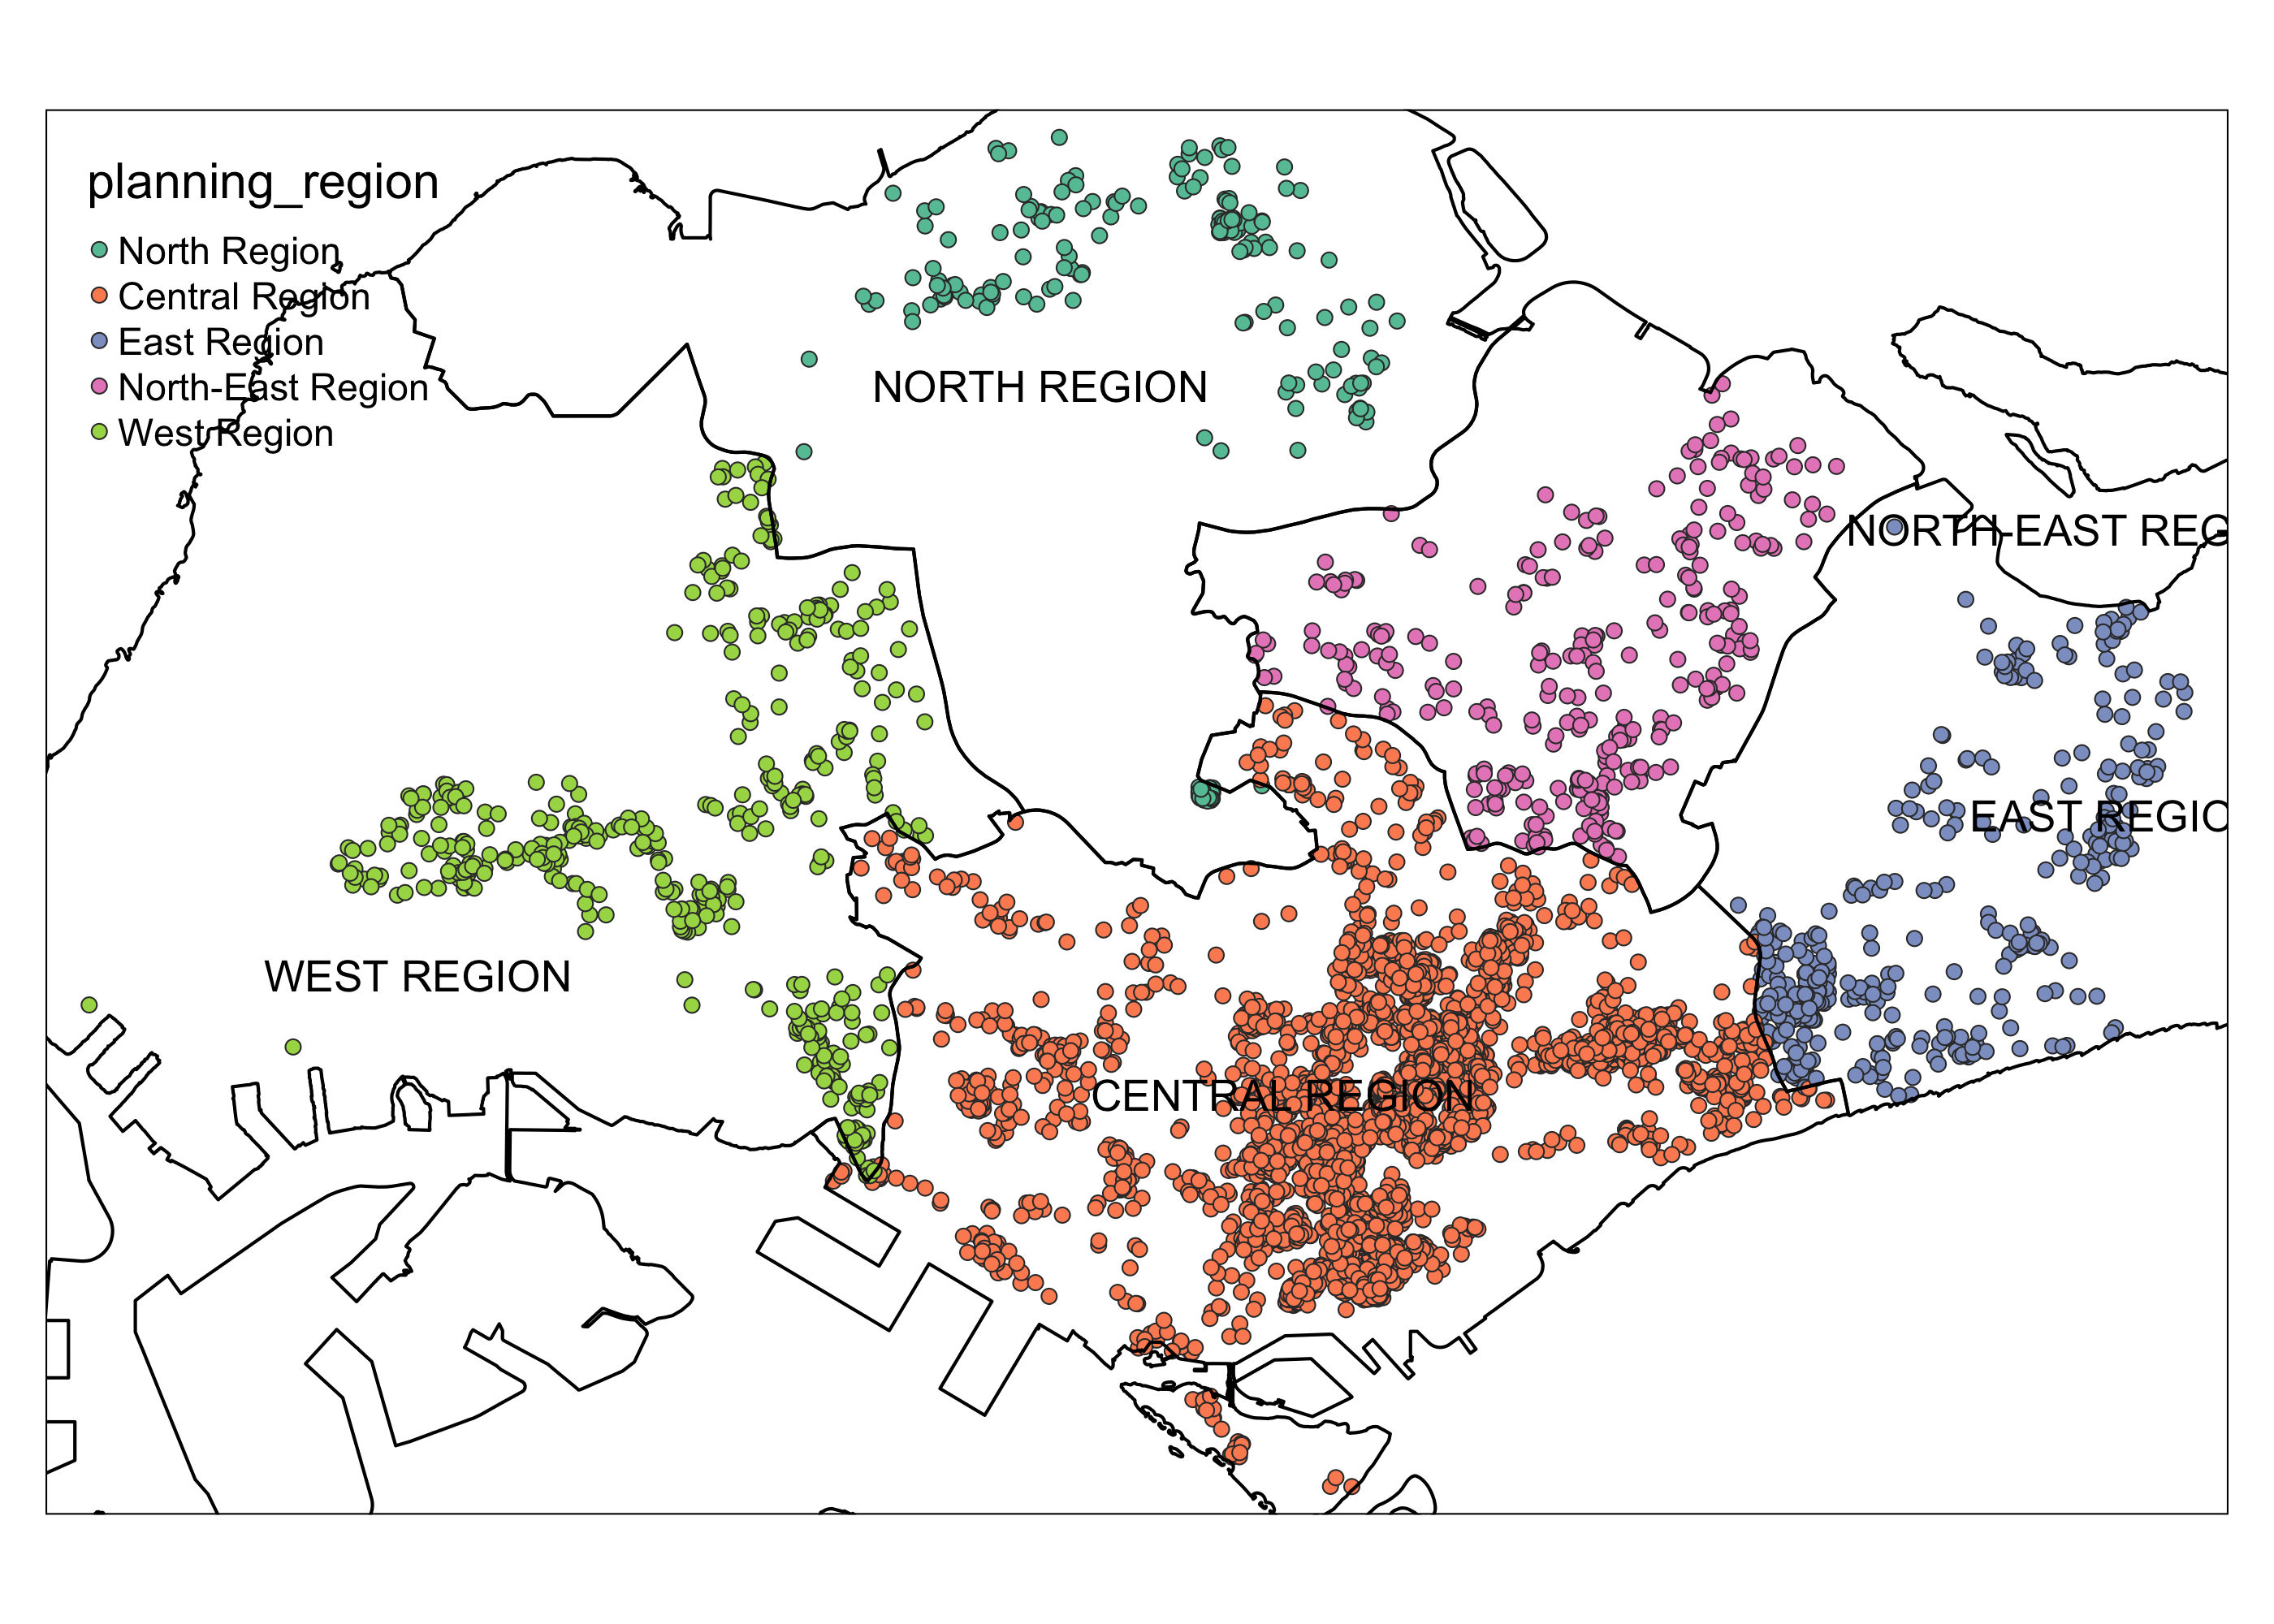 planning_region
North Region
Central Region
East Region
North-East Region
West Region
NORTH REGION
NORTH-EAST REG
EAST REGIO
WEST REGION
CENTRAL REGION